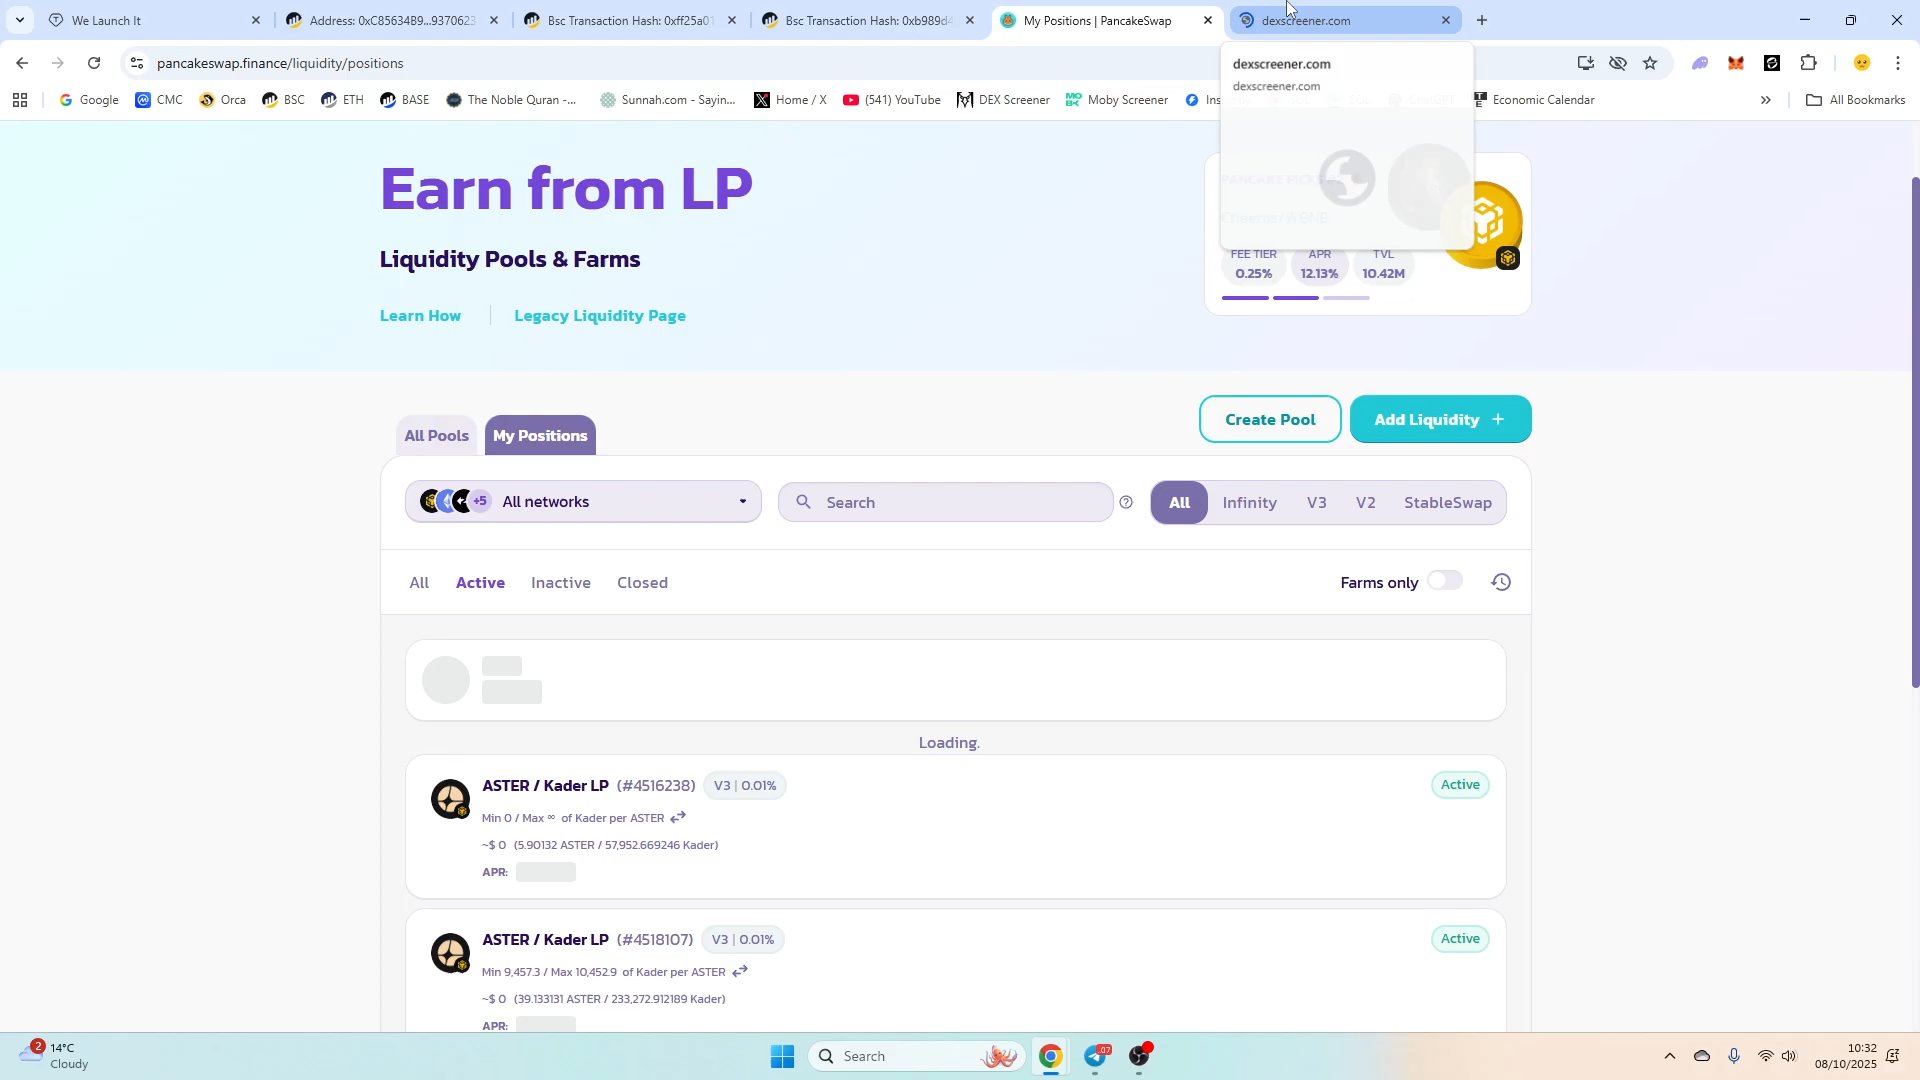 We Launch It
Address: 0xC85634B9...9370623
Bsc Transaction Hash: 0xff25a01
Bsc Transaction Hash: 0xb989d4
My Positions | PancakeSwap
dexscreener.com
pancakeswap.finance/liquidity/positions
dexscreener.com
dexscreener.com
Google
CMC
Orca
BSC
ETH
BASE
The Noble Quran -...
Sunnah.com - Sayin...
Home / X
(541) YouTube
DEX Screener
Moby Screener
Economic Calendar
All Bookmarks
Earn from LP
Liquidity Pools & Farms
Learn How
Legacy Liquidity Page
PANCAKE PICKS
FEE TIER
0.25%
APR
12.13%
TVL
10.42M
Create Pool
Add Liquidity +
All Pools
My Positions
+5 All networks
Search
All
Infinity
V3
V2
StableSwap
All
Active
Inactive
Closed
Farms only
Loading.
ASTER / Kader LP (#4516238) V3 | 0.01%
Active
Min 0 / Max ∞ of Kader per ASTER
~$ 0 (5.90132 ASTER / 57,952.669246 Kader)
APR:
ASTER / Kader LP (#4518107) V3 | 0.01%
Active
Min 9,457.3 / Max 10,452.9 of Kader per ASTER
~$ 0 (39.133131 ASTER / 233,272.912189 Kader)
APR:
2
14°C
Cloudy
Search
.07
10:32
08/10/2025